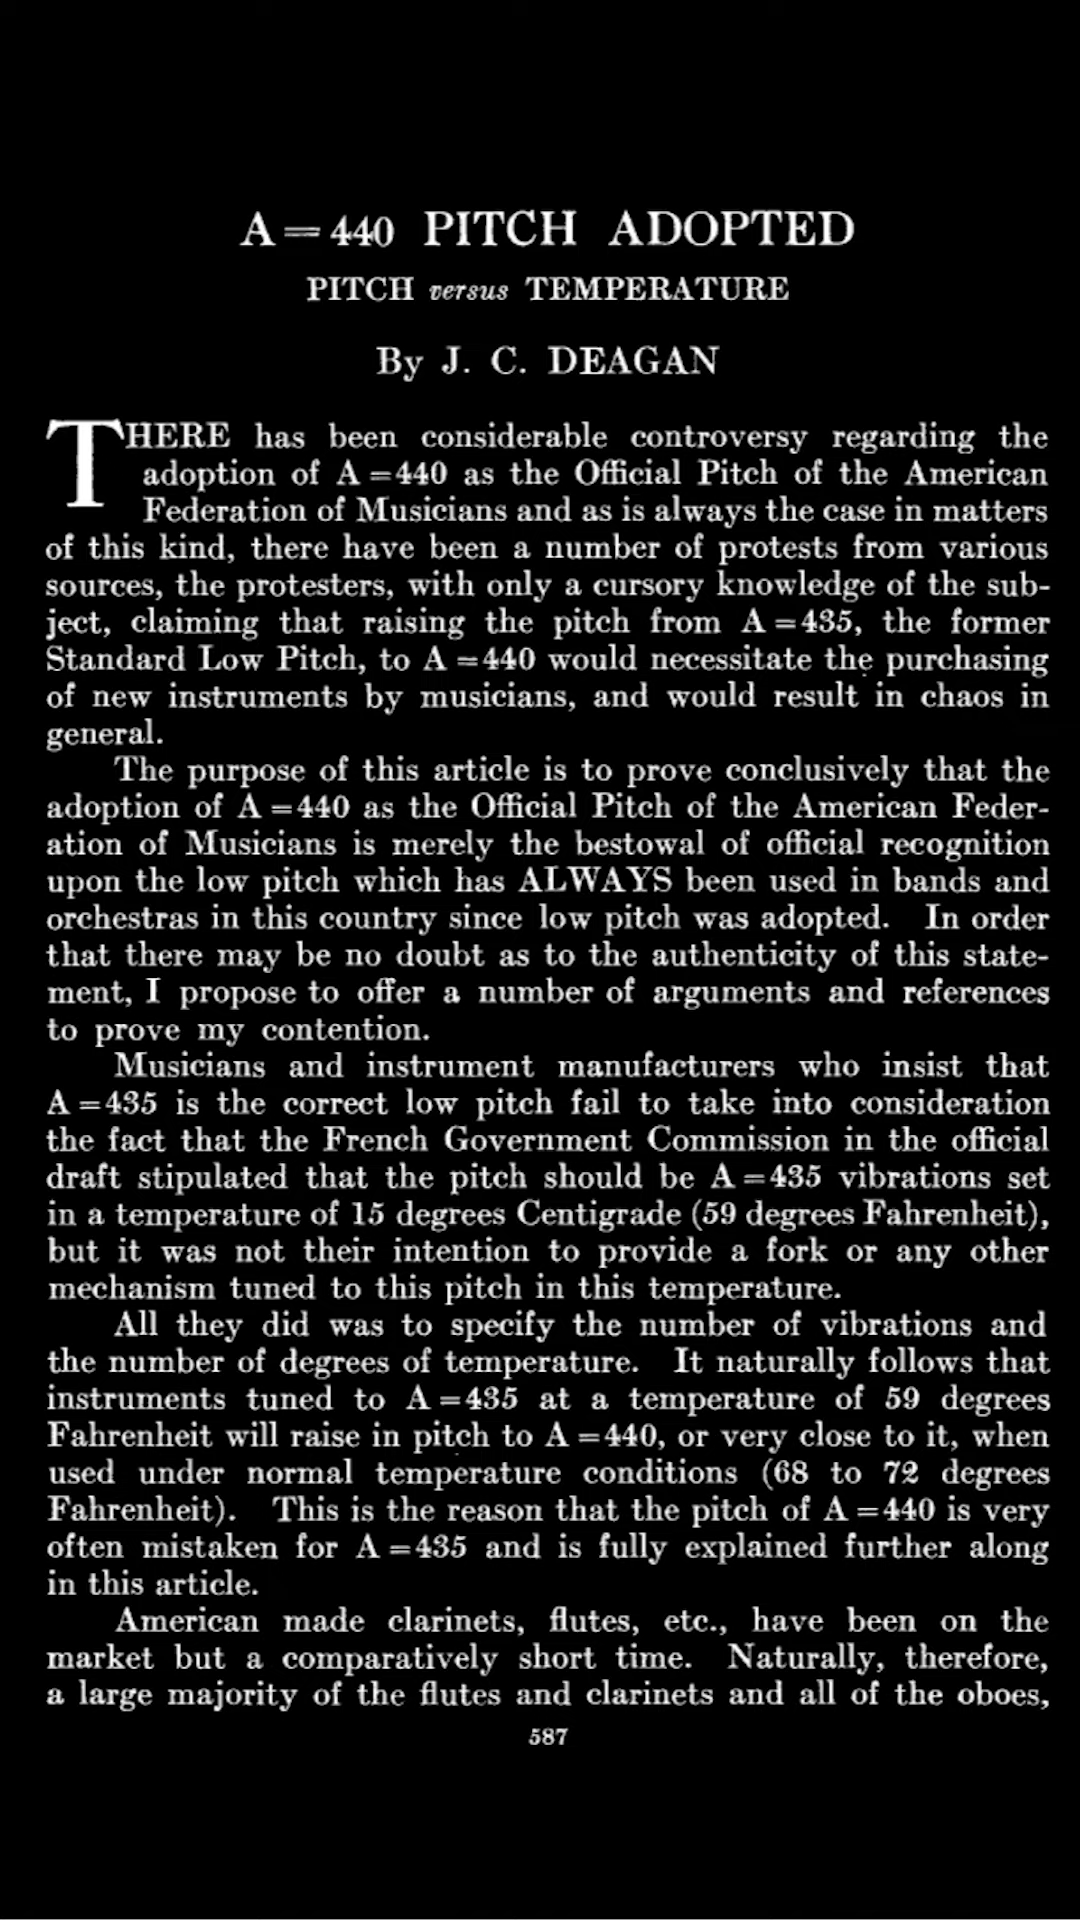 A = 440 PITCH ADOPTED
PITCH versus TEMPERATURE
By J. C. DEAGAN
THERE has been considerable controversy regarding the
adoption of A = 440 as the Official Pitch of the American
Federation of Musicians and as is always the case in matters
of this kind, there have been a number of protests from various
sources, the protesters, with only a cursory knowledge of the sub-
ject, claiming that raising the pitch from A = 435, the former
Standard Low Pitch, to A = 440 would necessitate the purchasing
of new instruments by musicians, and would result in chaos in
general.
The purpose of this article is to prove conclusively that the
adoption of A = 440 as the Official Pitch of the American Feder-
ation of Musicians is merely the bestowal of official recognition
upon the low pitch which has ALWAYS been used in bands and
orchestras in this country since low pitch was adopted. In order
that there may be no doubt as to the authenticity of this state-
ment, I propose to offer a number of arguments and references
to prove my contention.
Musicians and instrument manufacturers who insist that
A = 435 is the correct low pitch fail to take into consideration
the fact that the French Government Commission in the official
draft stipulated that the pitch should be A = 435 vibrations set
in a temperature of 15 degrees Centigrade (59 degrees Fahrenheit),
but it was not their intention to provide a fork or any other
mechanism tuned to this pitch in this temperature.
All they did was to specify the number of vibrations and
the number of degrees of temperature. It naturally follows that
instruments tuned to A = 435 at a temperature of 59 degrees
Fahrenheit will raise in pitch to A = 440, or very close to it, when
used under normal temperature conditions (68 to 72 degrees
Fahrenheit). This is the reason that the pitch of A = 440 is very
often mistaken for A = 435 and is fully explained further along
in this article.
American made clarinets, flutes, etc., have been on the
market but a comparatively short time. Naturally, therefore,
a large majority of the flutes and clarinets and all of the oboes,
587